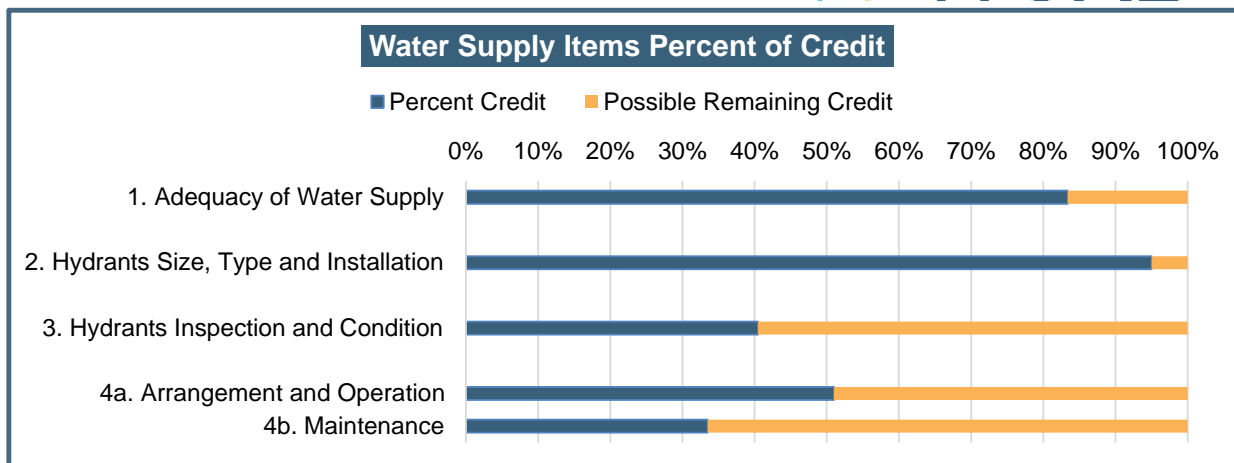 Water Supply Items Percent of Credit
Percent Credit Possible Remaining Credit
0% 10% 20% 30% 40% 50% 60% 70% 80% 90% 100%
1. Adequacy of Water Supply
2. Hydrants Size, Type and Installation
3. Hydrants Inspection and Condition
4a. Arrangement and Operation
4b. Maintenance